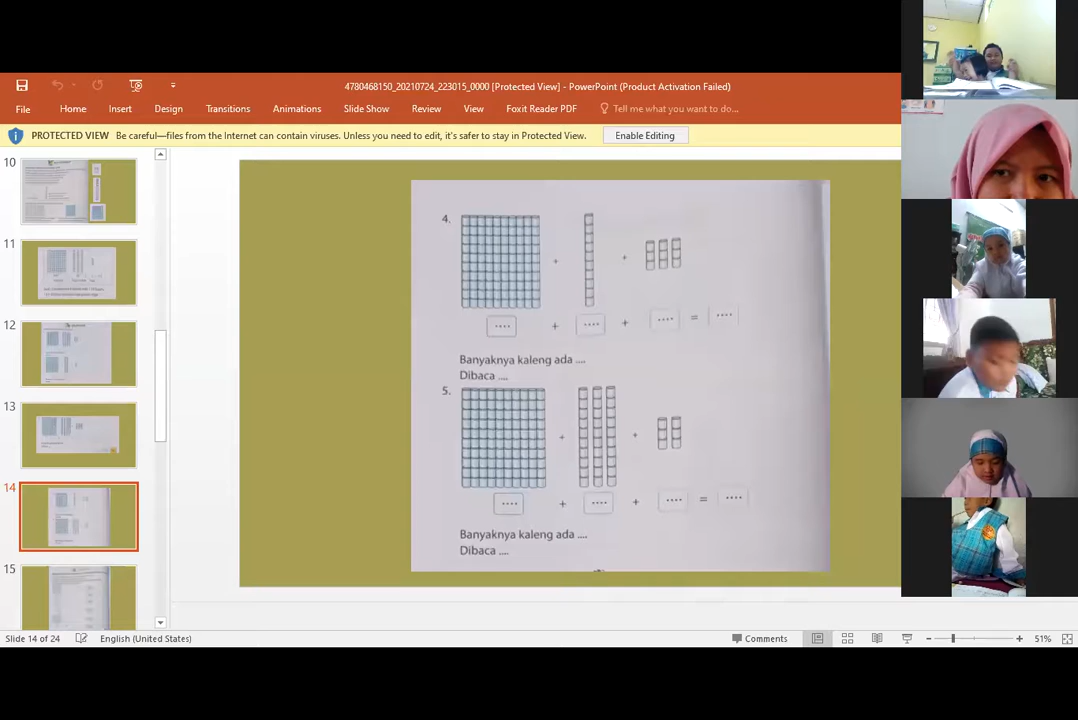 4780468150_20210724_223015_0000 [Protected View] - PowerPoint (Product Activation Failed)
File Home Insert Design Transitions Animations Slide Show Review View Foxit Reader PDF Tell me what you want to do...
PROTECTED VIEW Be careful—files from the Internet can contain viruses. Unless you need to edit, it's safer to stay in Protected View. Enable Editing
10
11
12
13
14
15
4.
+ +
.... + .... + .... = ....
Banyaknya kaleng ada ....
Dibaca ....
5.
+ +
.... + .... + .... = ....
Banyaknya kaleng ada ....
Dibaca ....
Slide 14 of 24 English (United States) Comments 51%